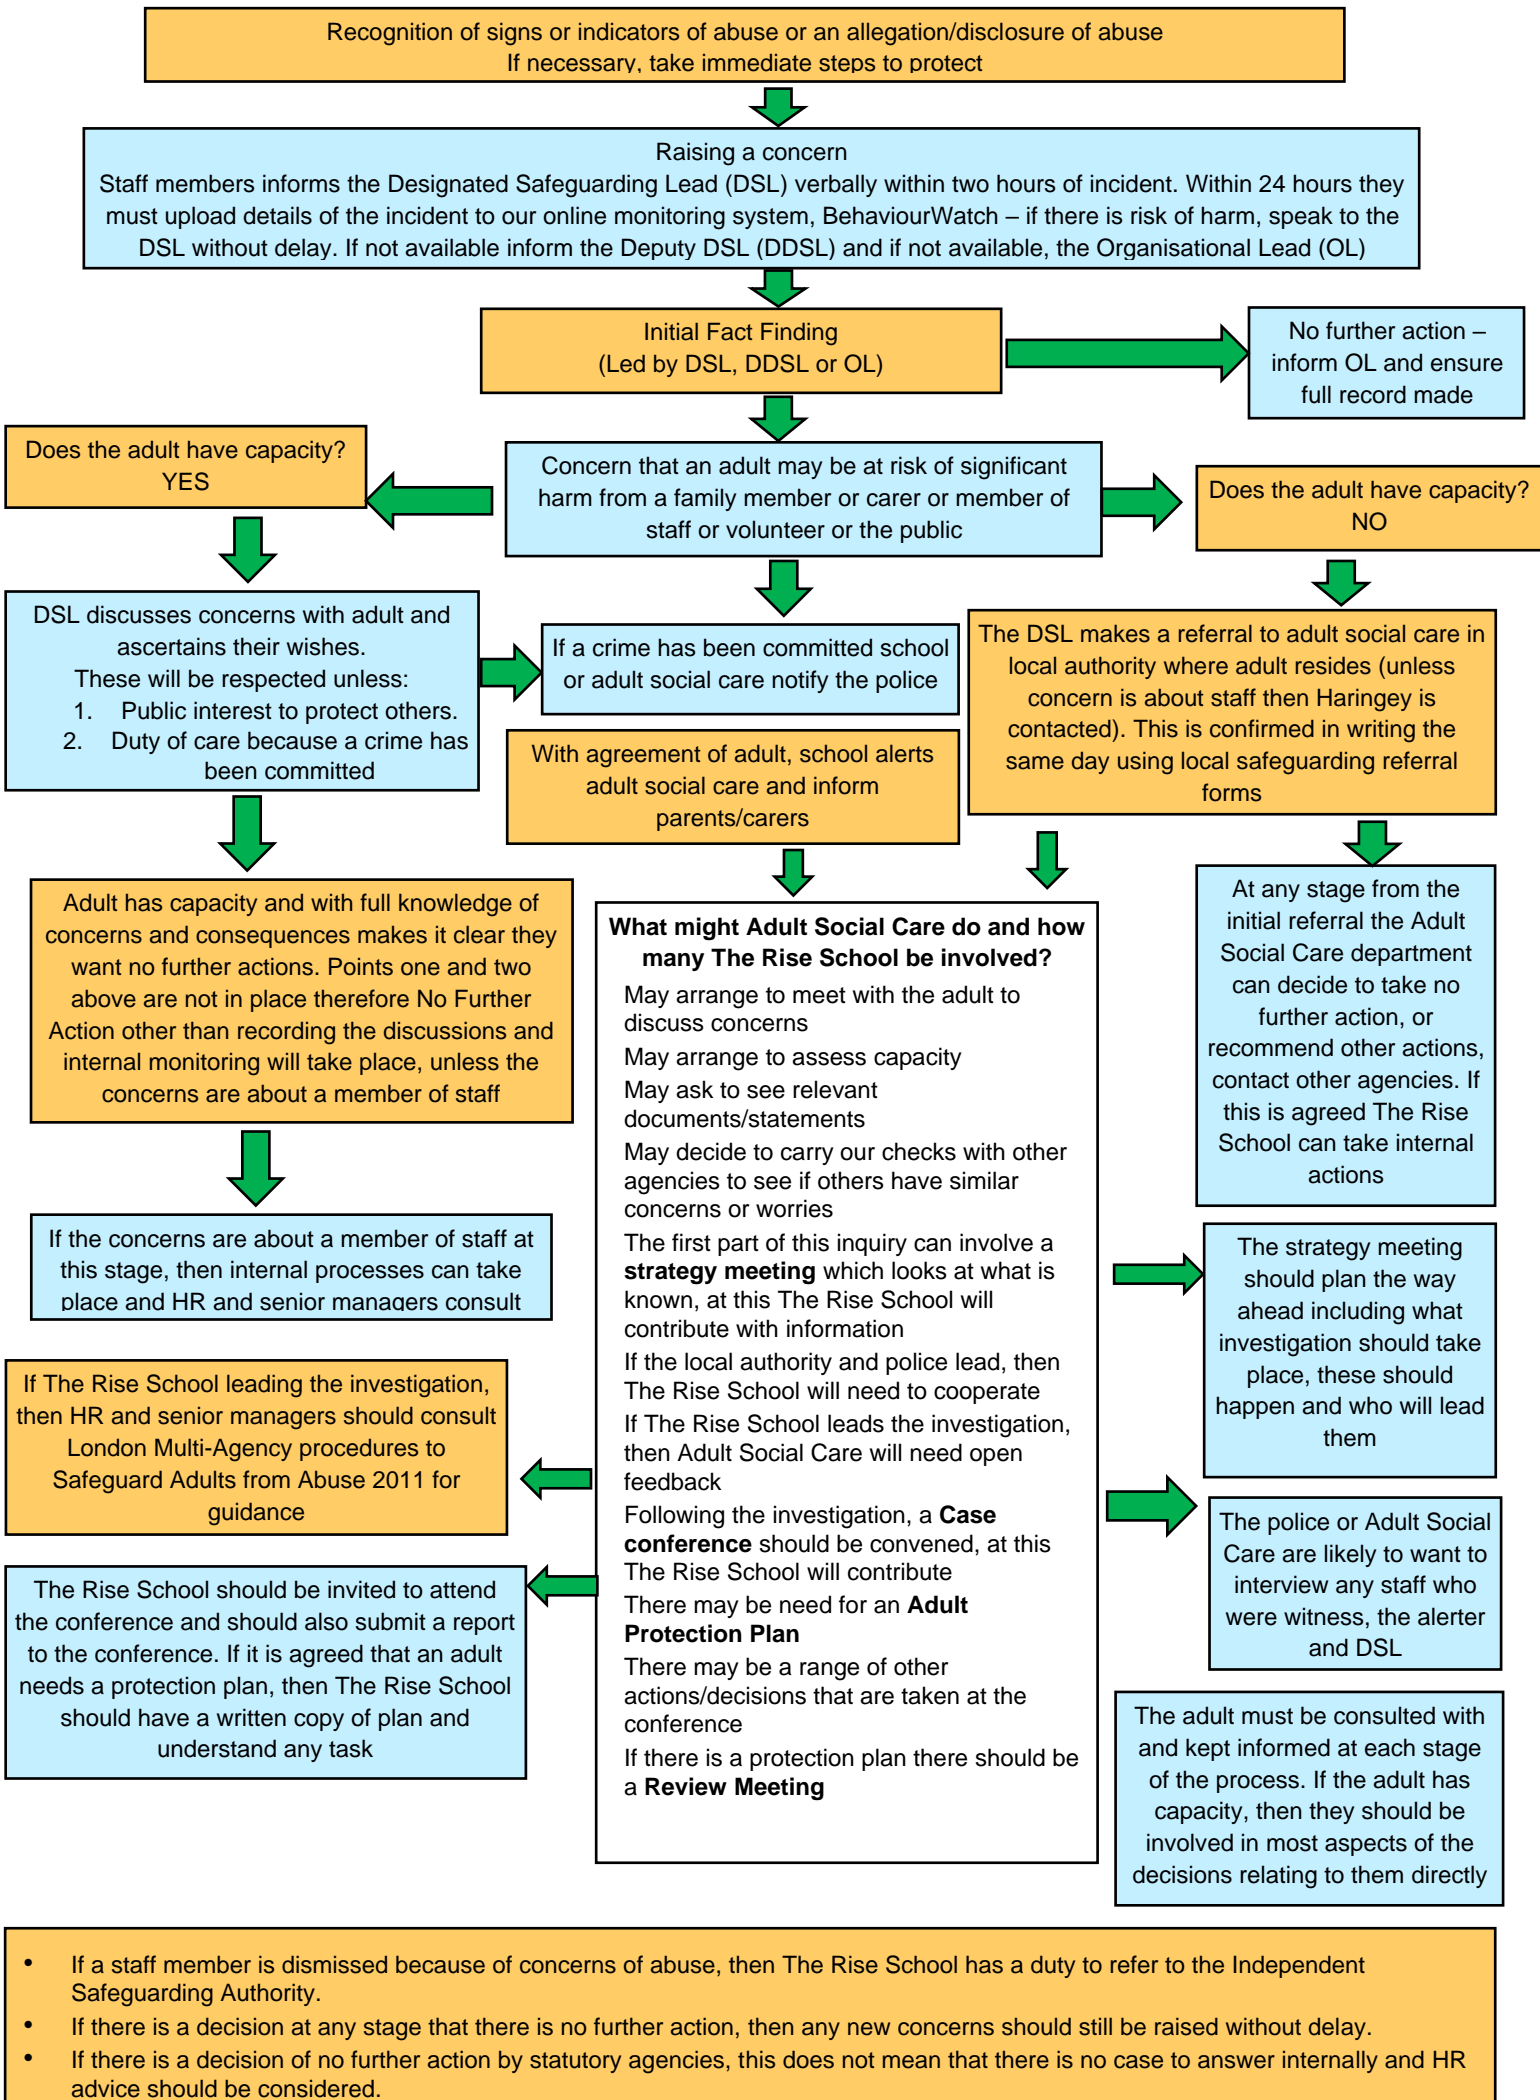 Recognition of signs or indicators of abuse or an allegation/disclosure of abuse
If necessary, take immediate steps to protect
Raising a concern
Staff members informs the Designated Safeguarding Lead (DSL) verbally within two hours of incident. Within 24 hours they
must upload details of the incident to our online monitoring system, BehaviourWatch – if there is risk of harm, speak to the
DSL without delay. If not available inform the Deputy DSL (DDSL) and if not available, the Organisational Lead (OL)
Initial Fact Finding
(Led by DSL, DDSL or OL)
No further action –
inform OL and ensure
full record made
Does the adult have capacity?
YES
Concern that an adult may be at risk of significant
harm from a family member or carer or member of
staff or volunteer or the public
Does the adult have capacity?
NO
DSL discusses concerns with adult and
ascertains their wishes.
These will be respected unless:
1. Public interest to protect others.
2. Duty of care because a crime has
been committed
If a crime has been committed school
or adult social care notify the police
The DSL makes a referral to adult social care in
local authority where adult resides (unless
concern is about staff then Haringey is
contacted). This is confirmed in writing the
same day using local safeguarding referral
forms
With agreement of adult, school alerts
adult social care and inform
parents/carers
Adult has capacity and with full knowledge of
concerns and consequences makes it clear they
want no further actions. Points one and two
above are not in place therefore No Further
Action other than recording the discussions and
internal monitoring will take place, unless the
concerns are about a member of staff
What might Adult Social Care do and how
many The Rise School be involved?
May arrange to meet with the adult to
discuss concerns
May arrange to assess capacity
May ask to see relevant
documents/statements
May decide to carry our checks with other
agencies to see if others have similar
concerns or worries
The first part of this inquiry can involve a
strategy meeting which looks at what is
known, at this The Rise School will
contribute with information
If the local authority and police lead, then
The Rise School will need to cooperate
If The Rise School leads the investigation,
then Adult Social Care will need open
feedback
Following the investigation, a Case
conference should be convened, at this
The Rise School will contribute
There may be need for an Adult
Protection Plan
There may be a range of other
actions/decisions that are taken at the
conference
If there is a protection plan there should be
a Review Meeting
At any stage from the
initial referral the Adult
Social Care department
can decide to take no
further action, or
recommend other actions,
contact other agencies. If
this is agreed The Rise
School can take internal
actions
If the concerns are about a member of staff at
this stage, then internal processes can take
place and HR and senior managers consult
The strategy meeting
should plan the way
ahead including what
investigation should take
place, these should
happen and who will lead
them
If The Rise School leading the investigation,
then HR and senior managers should consult
London Multi-Agency procedures to
Safeguard Adults from Abuse 2011 for
guidance
The police or Adult Social
Care are likely to want to
interview any staff who
were witness, the alerter
and DSL
The Rise School should be invited to attend
the conference and should also submit a report
to the conference. If it is agreed that an adult
needs a protection plan, then The Rise School
should have a written copy of plan and
understand any task
The adult must be consulted with
and kept informed at each stage
of the process. If the adult has
capacity, then they should be
involved in most aspects of the
decisions relating to them directly
• If a staff member is dismissed because of concerns of abuse, then The Rise School has a duty to refer to the Independent
Safeguarding Authority.
• If there is a decision at any stage that there is no further action, then any new concerns should still be raised without delay.
• If there is a decision of no further action by statutory agencies, this does not mean that there is no case to answer internally and HR
advice should be considered.